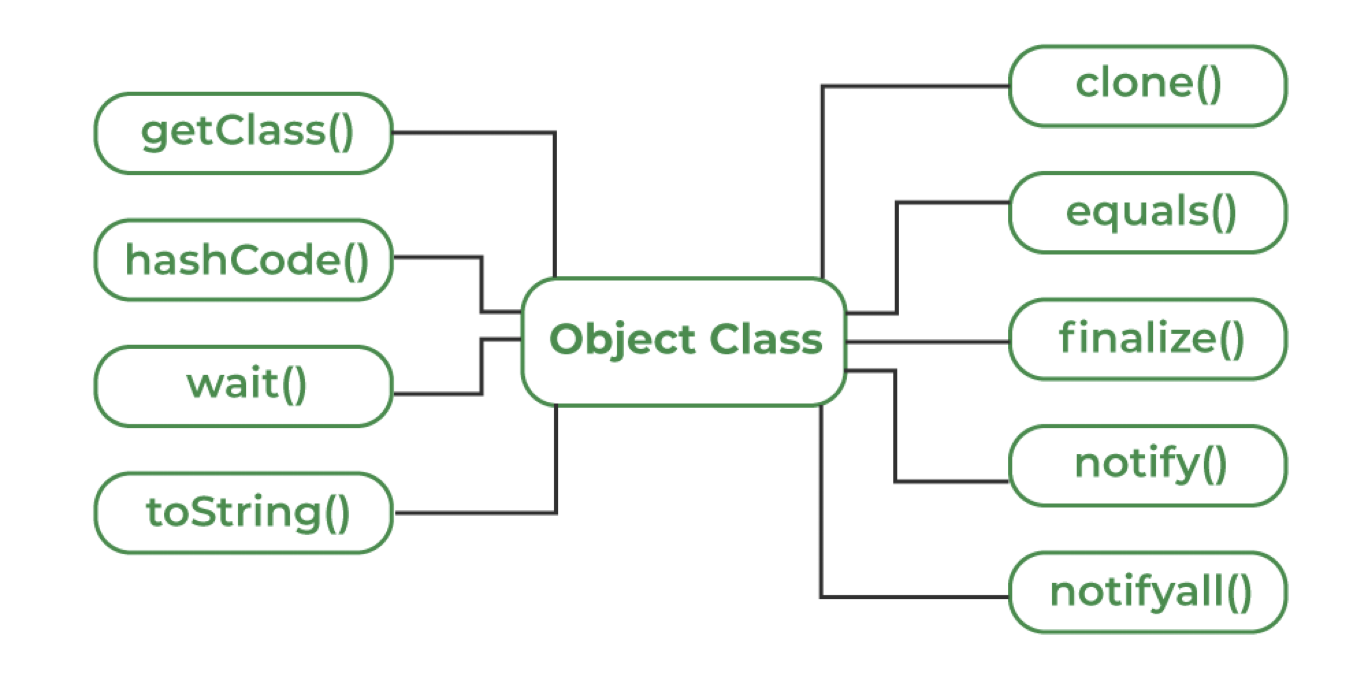 getClass()
hashCode()
wait()
toString()
Object Class
clone()
equals()
finalize()
notify()
notifyall()